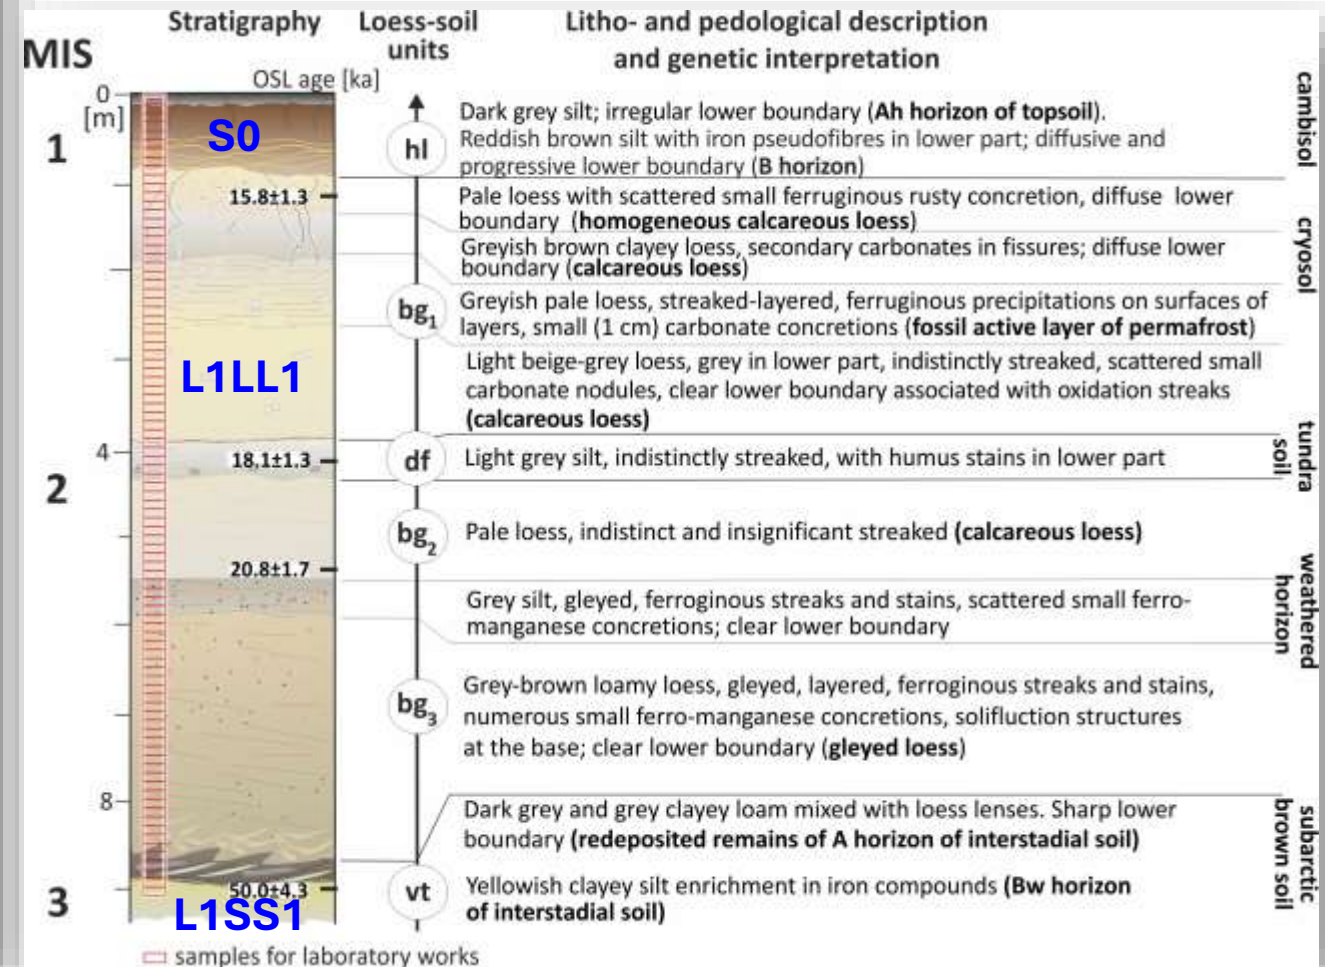 Stratigraphy
Loess-soil
units
Litho- and pedological description
and genetic interpretation
MIS
OSL age [ka]
0
[m]
1
S0
15.8±1.3
L1LL1
4
18.1±1.3
2
20.8±1.7
8
50.0±4.3
3
L1SS1
hl
Dark grey silt; irregular lower boundary (Ah horizon of topsoil).
Reddish brown silt with iron pseudofibres in lower part; diffusive and
progressive lower boundary (B horizon)
cambisol
Pale loess with scattered small ferruginous rusty concretion, diffuse lower
boundary (homogeneous calcareous loess)
Greyish brown clayey loess, secondary carbonates in fissures; diffuse lower
boundary (calcareous loess)
cryosol
bg1
Greyish pale loess, streaked-layered, ferruginous precipitations on surfaces of
layers, small (1 cm) carbonate concretions (fossil active layer of permafrost)
Light beige-grey loess, grey in lower part, indistinctly streaked, scattered small
carbonate nodules, clear lower boundary associated with oxidation streaks
(calcareous loess)
df
Light grey silt, indistinctly streaked, with humus stains in lower part
tundra
soil
bg2
Pale loess, indistinct and insignificant streaked (calcareous loess)
Grey silt, gleyed, ferroginous streaks and stains, scattered small ferro-
manganese concretions; clear lower boundary
weathered
horizon
bg3
Grey-brown loamy loess, gleyed, layered, ferroginous streaks and stains,
numerous small ferro-manganese concretions, solifluction structures
at the base; clear lower boundary (gleyed loess)
Dark grey and grey clayey loam mixed with loess lenses. Sharp lower
boundary (redeposited remains of A horizon of interstadial soil)
vt
Yellowish clayey silt enrichment in iron compounds (Bw horizon
of interstadial soil)
subarctic
brown soil
samples for laboratory works